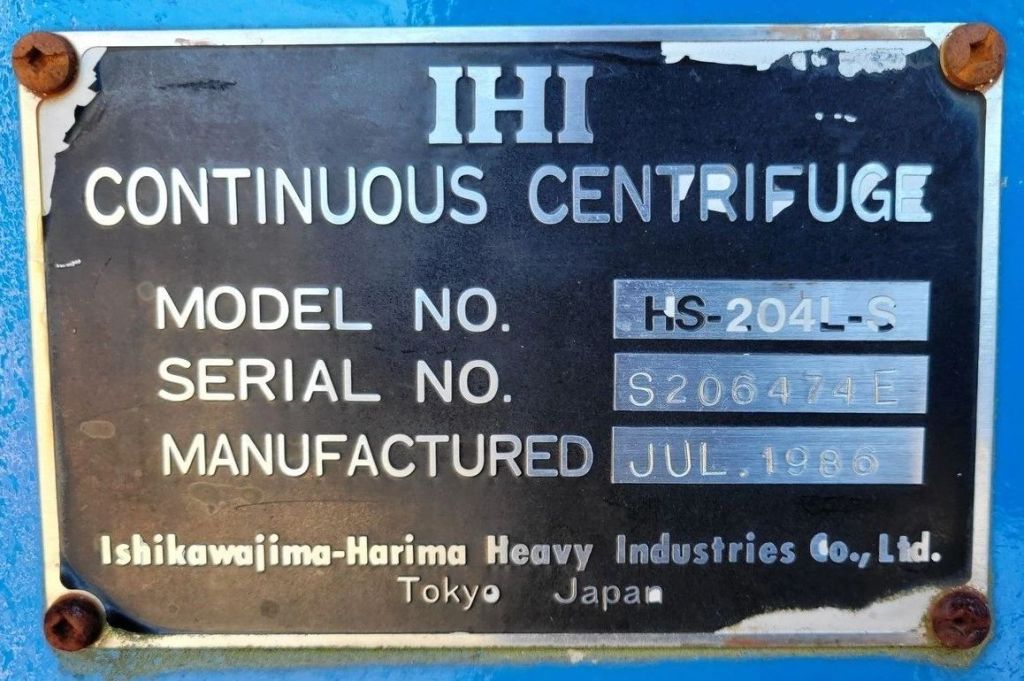 IHI
CONTINUOUS CENTRIFUGE
MODEL NO. HS-204L-S
SERIAL NO. S206474E
MANUFACTURED JUL. 1986
Ishikawajima-Harima Heavy Industries Co., Ltd.
Tokyo Japan